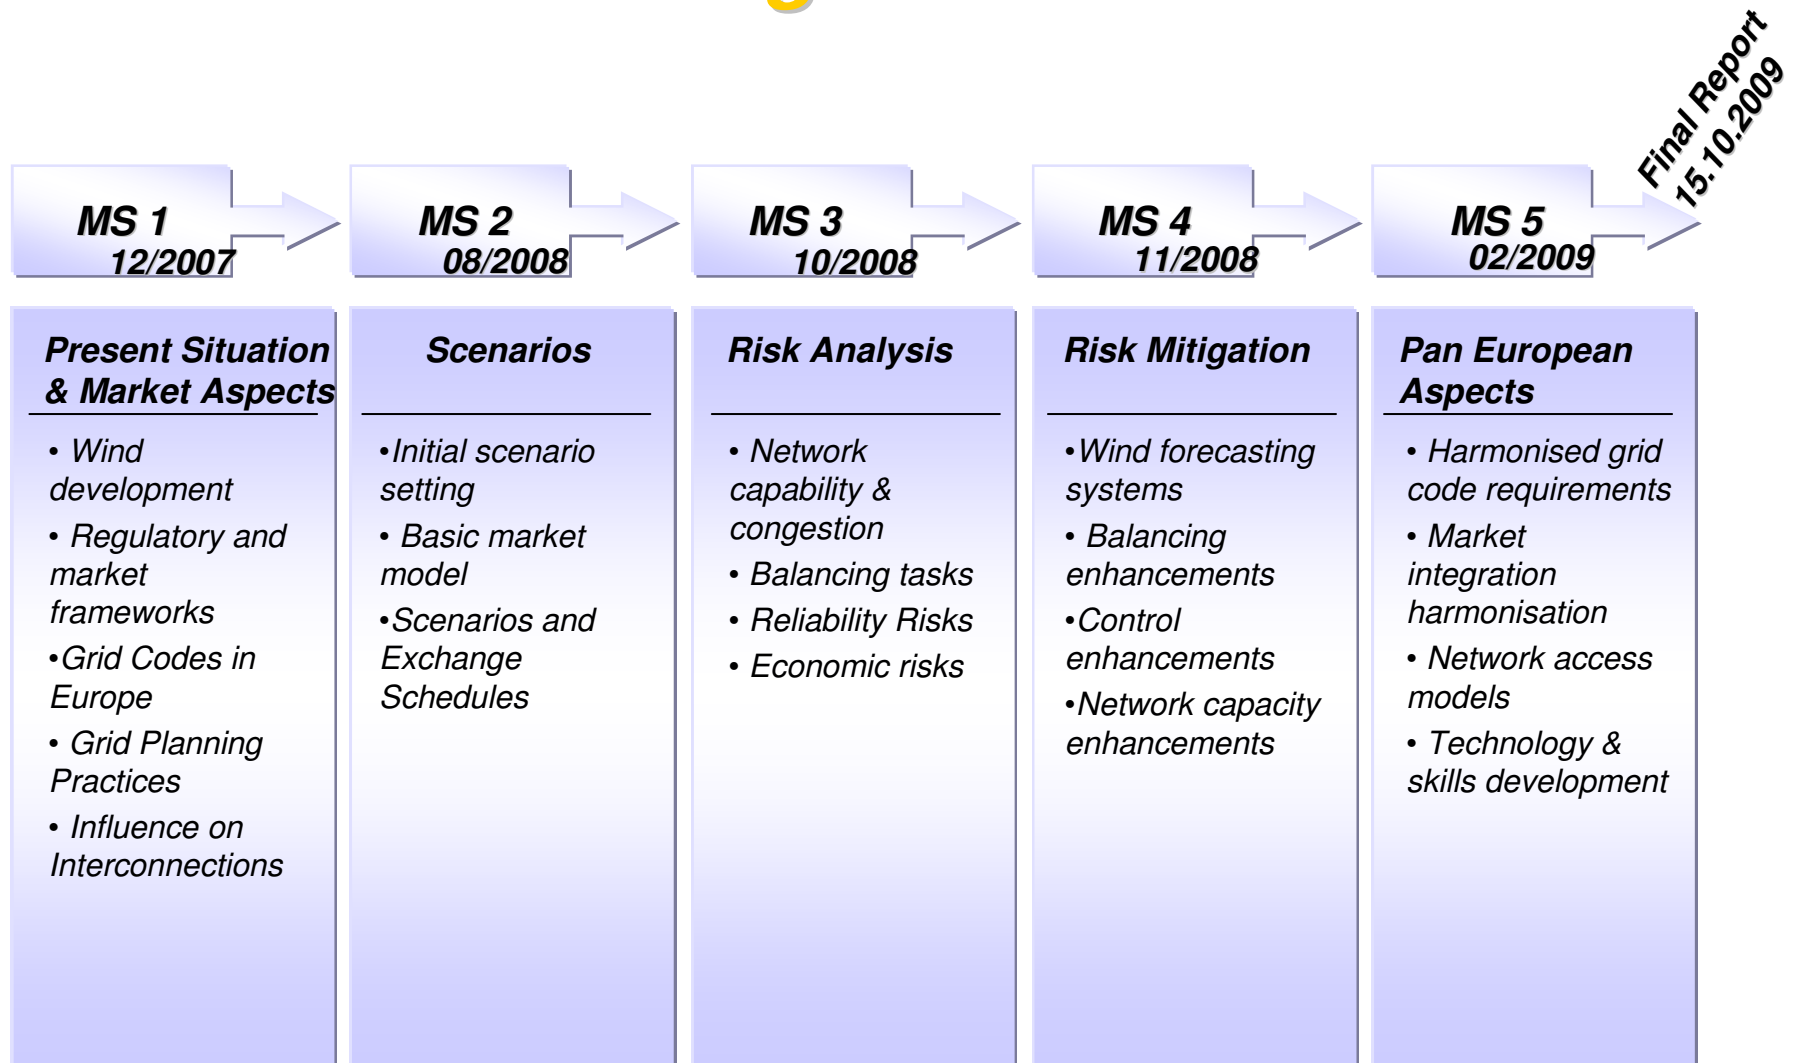 Final Report
15.10.2009
MS 1
12/2007
MS 2
08/2008
MS 3
10/2008
MS 4
11/2008
MS 5
02/2009
Present Situation
& Market Aspects
• Wind
development
• Regulatory and
market
frameworks
•Grid Codes in
Europe
• Grid Planning
Practices
• Influence on
Interconnections
Scenarios
•Initial scenario
setting
• Basic market
model
•Scenarios and
Exchange
Schedules
Risk Analysis
• Network
capability &
congestion
• Balancing tasks
• Reliability Risks
• Economic risks
Risk Mitigation
•Wind forecasting
systems
• Balancing
enhancements
•Control
enhancements
•Network capacity
enhancements
Pan European
Aspects
• Harmonised grid
code requirements
• Market
integration
harmonisation
• Network access
models
• Technology &
skills development